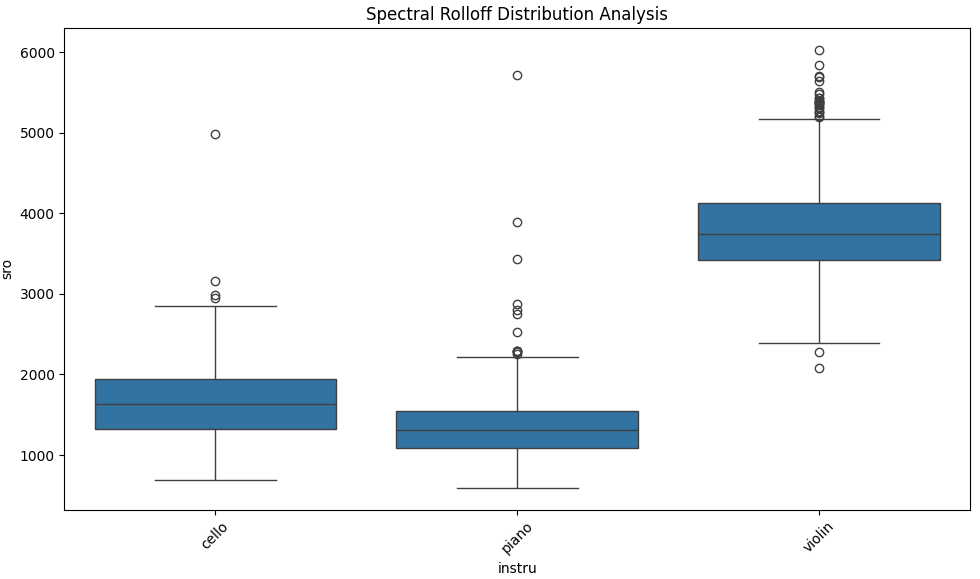 Spectral Rolloff Distribution Analysis
6000
5000
4000
3000
2000
1000
sro
cello
piano
violin
instru